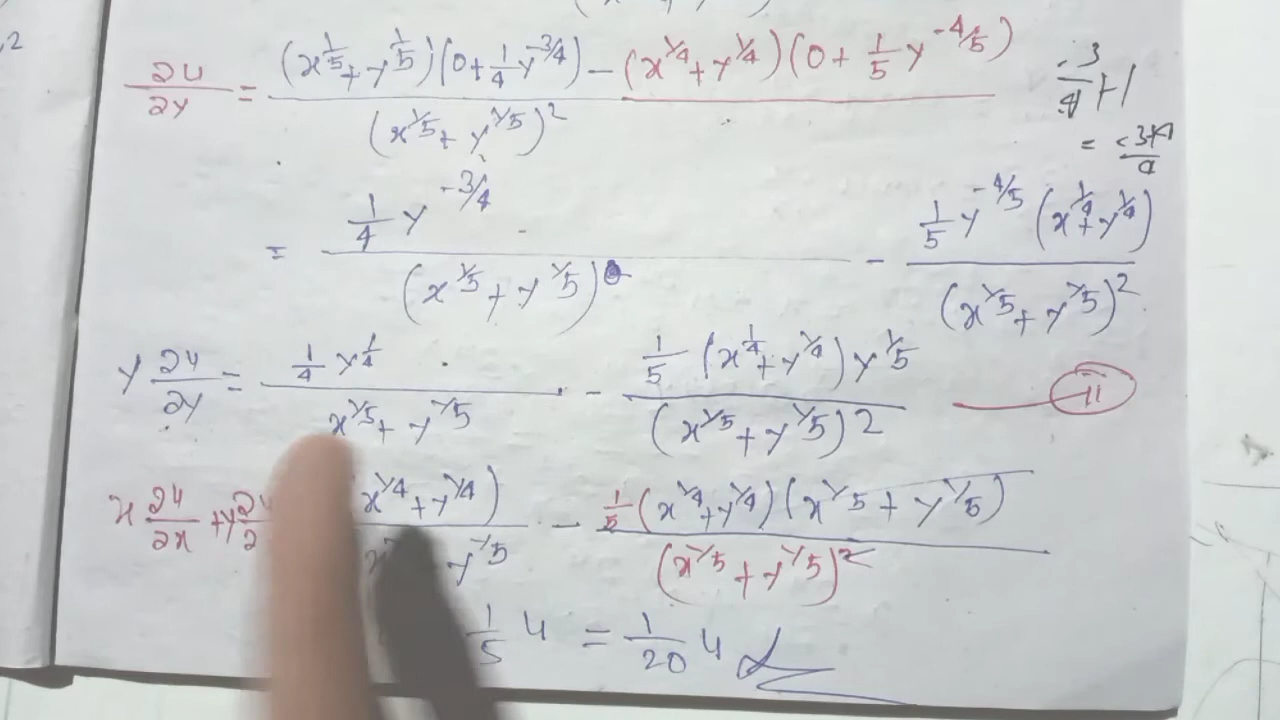 ∂u/∂y = (x^1/5 + y^1/5)(0 + 1/4 y^-3/4) - (x^1/4 + y^1/4)(0 + 1/5 y^-4/5) / (x^1/5 + y^1/5)^2
-3/4 + 1
= -3+4/4
= 1/4 y^-3/4 / (x^1/5 + y^1/5) - 1/5 y^-4/5 (x^1/4 + y^1/4) / (x^1/5 + y^1/5)^2
y ∂u/∂y = 1/4 y^1/4 / x^1/5 + y^1/5 - 1/5 (x^1/4 + y^1/4) y^1/5 / (x^1/5 + y^1/5)2 — II
x ∂u/∂x + y x^1/4 + y^1/4) / y^1/5 - 1/5 (x^1/4 + y^1/4)(x^1/5 + y^1/5) / (x^1/5 + y^1/5)^2
1/5 u = 1/20 u